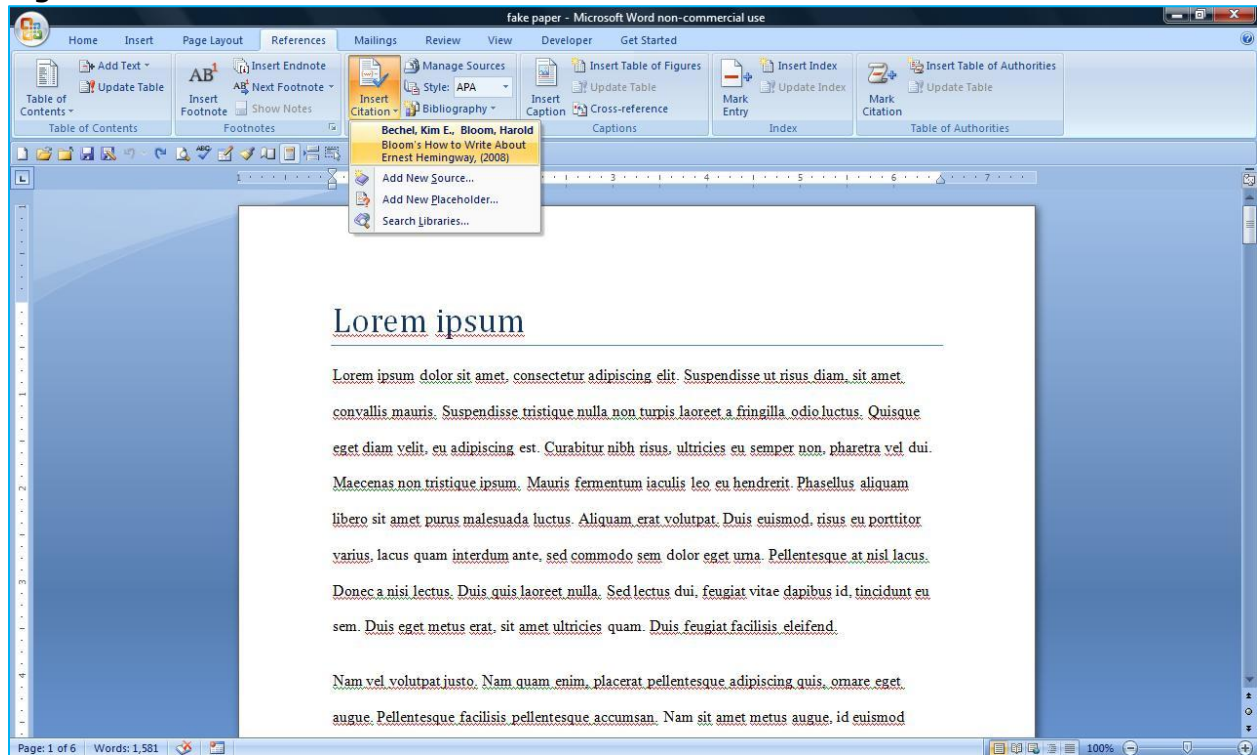 fake paper - Microsoft Word non-commercial use
Home Insert Page Layout References Mailings Review View Developer Get Started
Table of Contents
Add Text
Update Table
Table of Contents
AB1
Insert Footnote
Insert Endnote
AB1 Next Footnote
Show Notes
Footnotes
Insert Citation
Manage Sources
Style: APA
Bibliography
Insert Caption
Insert Table of Figures
Update Table
Cross-reference
Captions
Mark Entry
Insert Index
Update Index
Index
Mark Citation
Insert Table of Authorities
Update Table
Table of Authorities
Bechel, Kim E., Bloom, Harold
Bloom's How to Write About
Ernest Hemingway, (2008)
Add New Source...
Add New Placeholder...
Search Libraries...
1 3 4 5 6 7
Lorem ipsum
Lorem ipsum dolor sit amet, consectetur adipiscing elit. Suspendisse ut risus diam, sit amet
convallis mauris. Suspendisse tristique nulla non turpis laoreet a fringilla odio luctus. Quisque
eget diam velit, eu adipiscing est. Curabitur nibh risus, ultricies eu semper non, pharetra vel dui.
Maecenas non tristique ipsum. Mauris fermentum iaculis leo eu hendrerit. Phasellus aliquam
libero sit amet purus malesuada luctus. Aliquam erat volutpat. Duis euismod, risus eu porttitor
varius, lacus quam interdum ante, sed commodo sem dolor eget urna. Pellentesque at nisl lacus.
Donec a nisi lectus. Duis quis laoreet nulla. Sed lectus dui, feugiat vitae dapibus id, tincidunt eu
sem. Duis eget metus erat, sit amet ultricies quam. Duis feugiat facilisis eleifend.
Nam vel volutpat justo. Nam quam enim, placerat pellentesque adipiscing quis, ornare eget
augue. Pellentesque facilisis pellentesque accumsan. Nam sit amet metus augue, id euismod
Page: 1 of 6 Words: 1,581 100%